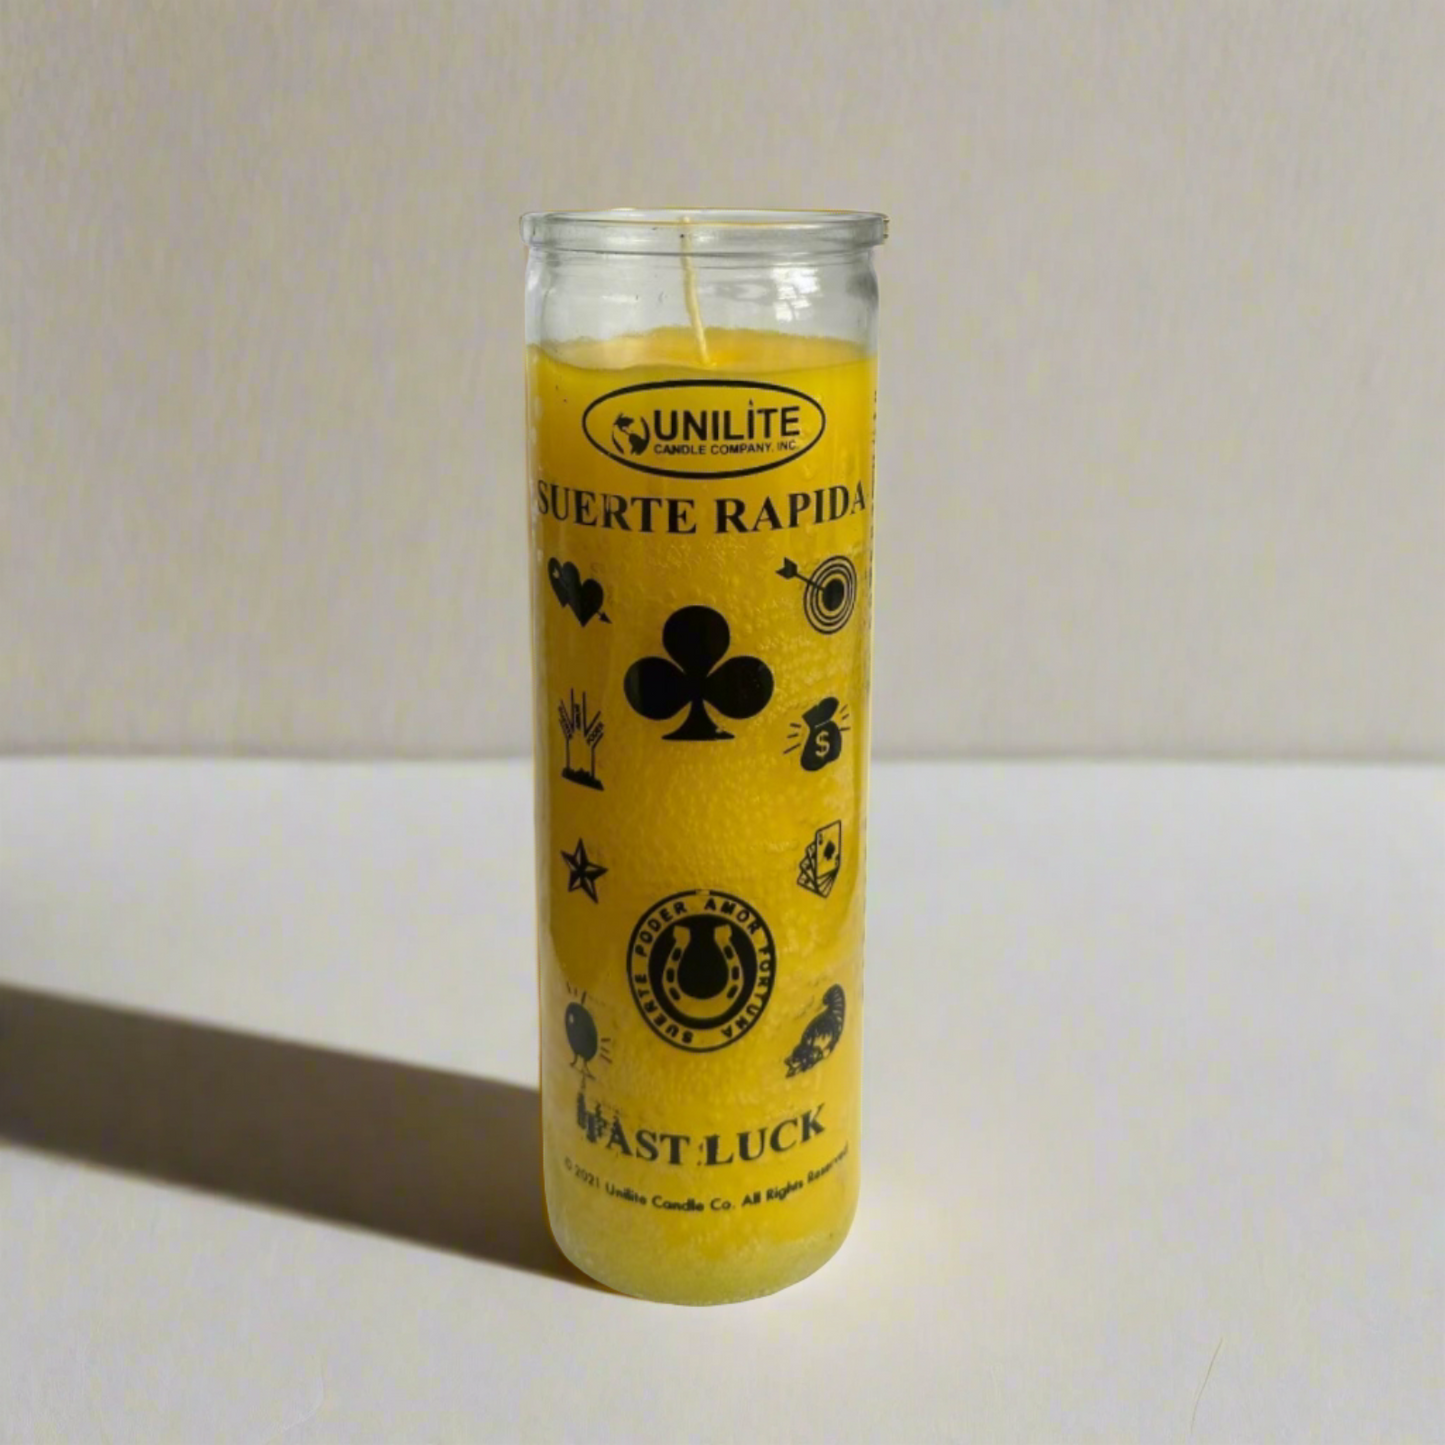 UNILITE
CANDLE COMPANY, INC.
SUERTE RAPIDA
$
SUERTE PODER AMOR FORTUNA
FAST LUCK
© 2021 Unilite Candle Co. All Rights Reserved